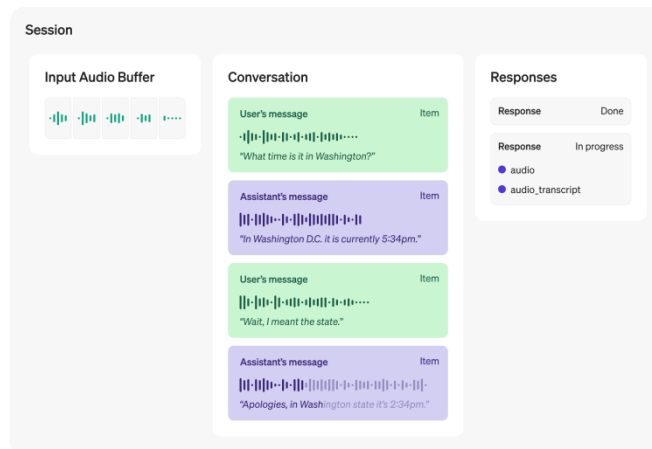 Session
Input Audio Buffer
Conversation
User's message Item
"What time is it in Washington?"
Assistant's message Item
"In Washington D.C. it is currently 5:34pm."
User's message Item
"Wait, I meant the state."
Assistant's message Item
"Apologies, in Washington state it's 2:34pm."
Responses
Response Done
Response In progress
audio
audio_transcript